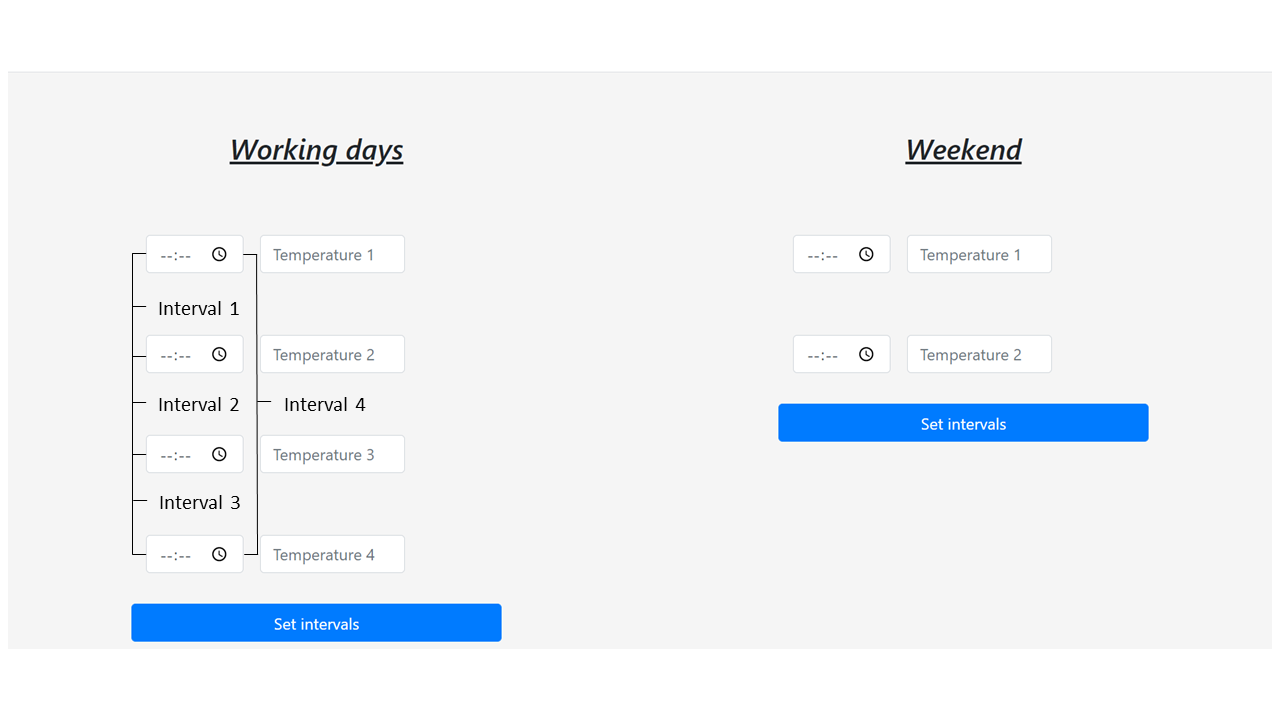 Working days
--:--
Temperature 1
Interval 1
--:--
Temperature 2
Interval 2
Interval 4
--:--
Temperature 3
Interval 3
--:--
Temperature 4
Set intervals
Weekend
--:--
Temperature 1
--:--
Temperature 2
Set intervals